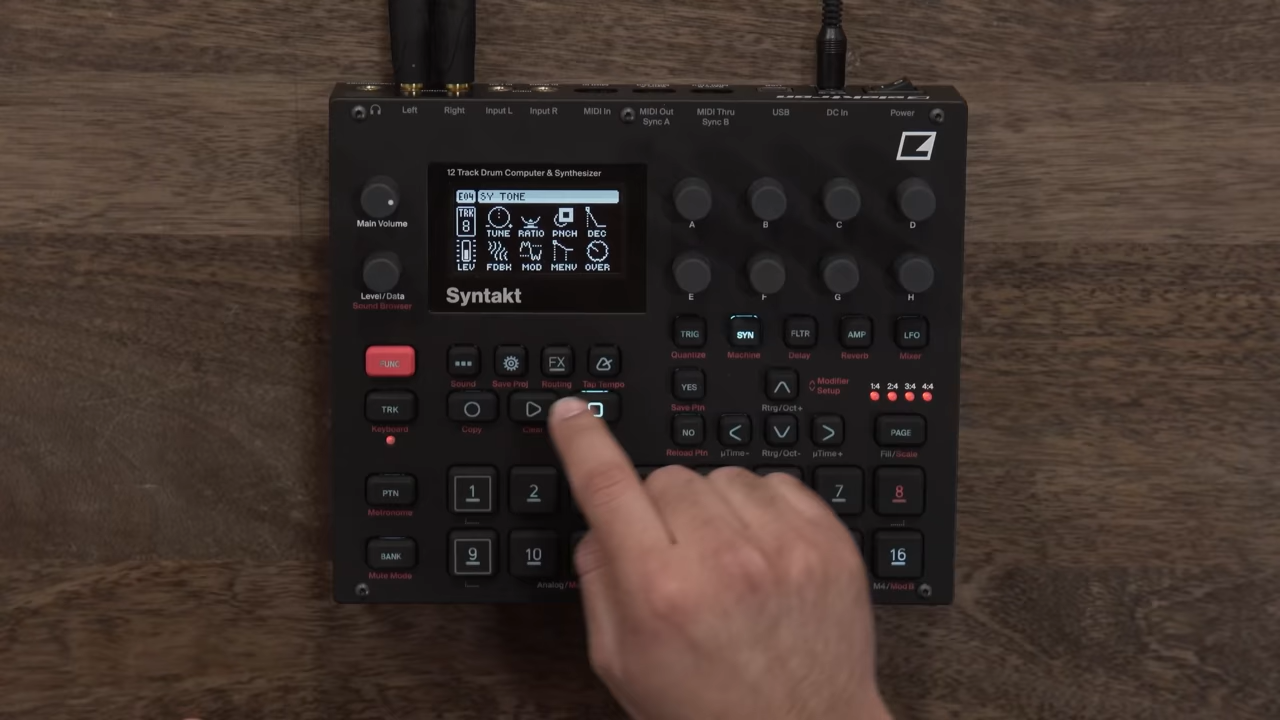 Left Right Input L Input R MIDI In MIDI Out MIDI Thru USB DC In Power
Sync A Sync B
12 Track Drum Computer & Synthesizer
E04 SY TONE
TRK 8
TUNE RATIO PNCH DEC
LEV FDBK MOD MENV OVER
Syntakt
Main Volume
Level/Data
Sound Browser
A B C D
E F G H
TRIG SYN FLTR AMP LFO
Quantize Machine Delay Reverb Mixer
FUNC
FX
Sound Save Proj Routing Tap Tempo
YES
Modifier
Setup
1:4 2:4 3:4 4:4
Save Ptn Rtrg/Oct+
TRK
Keyboard
Copy Clear
NO PAGE
Reload Ptn µTime- Rtrg/Oct- µTime+ Fill/Scale
PTN
Metronome
1 2 7 8
BANK
Mute Mode
9 10 16
Analog/ M4/Mod B